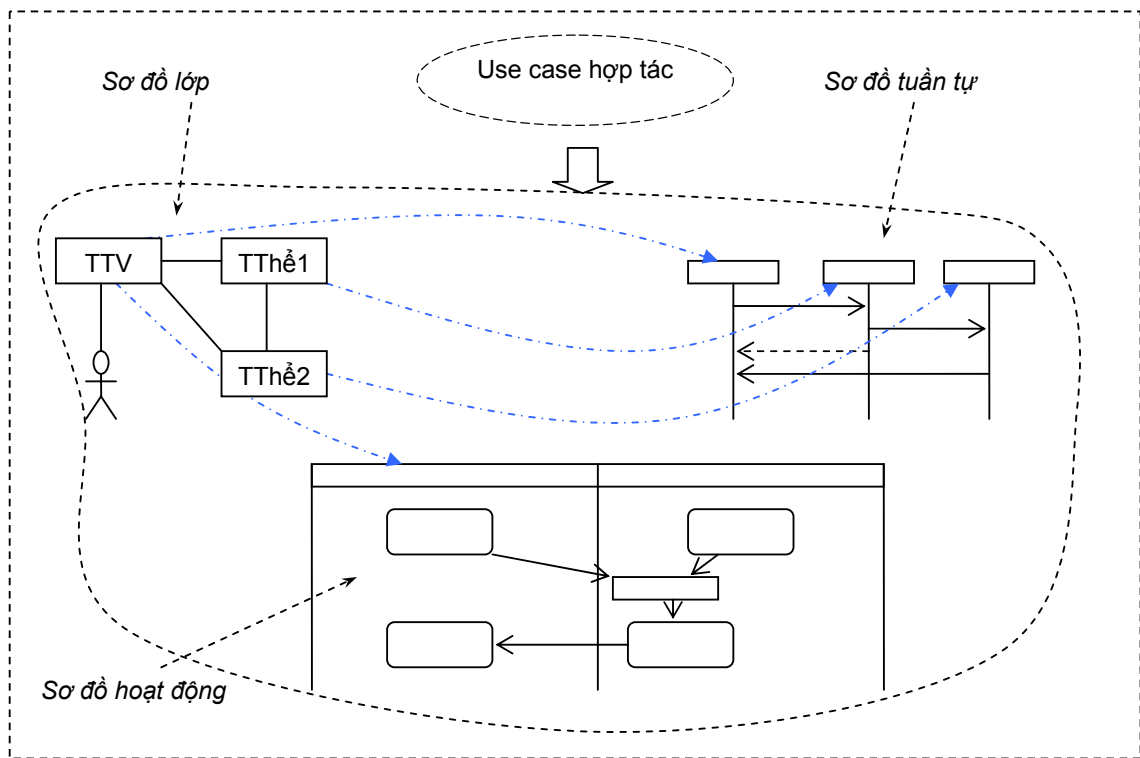 Use case hợp tác
Sơ đồ lớp
Sơ đồ tuần tự
TTV
TThể1
TThể2
Sơ đồ hoạt động